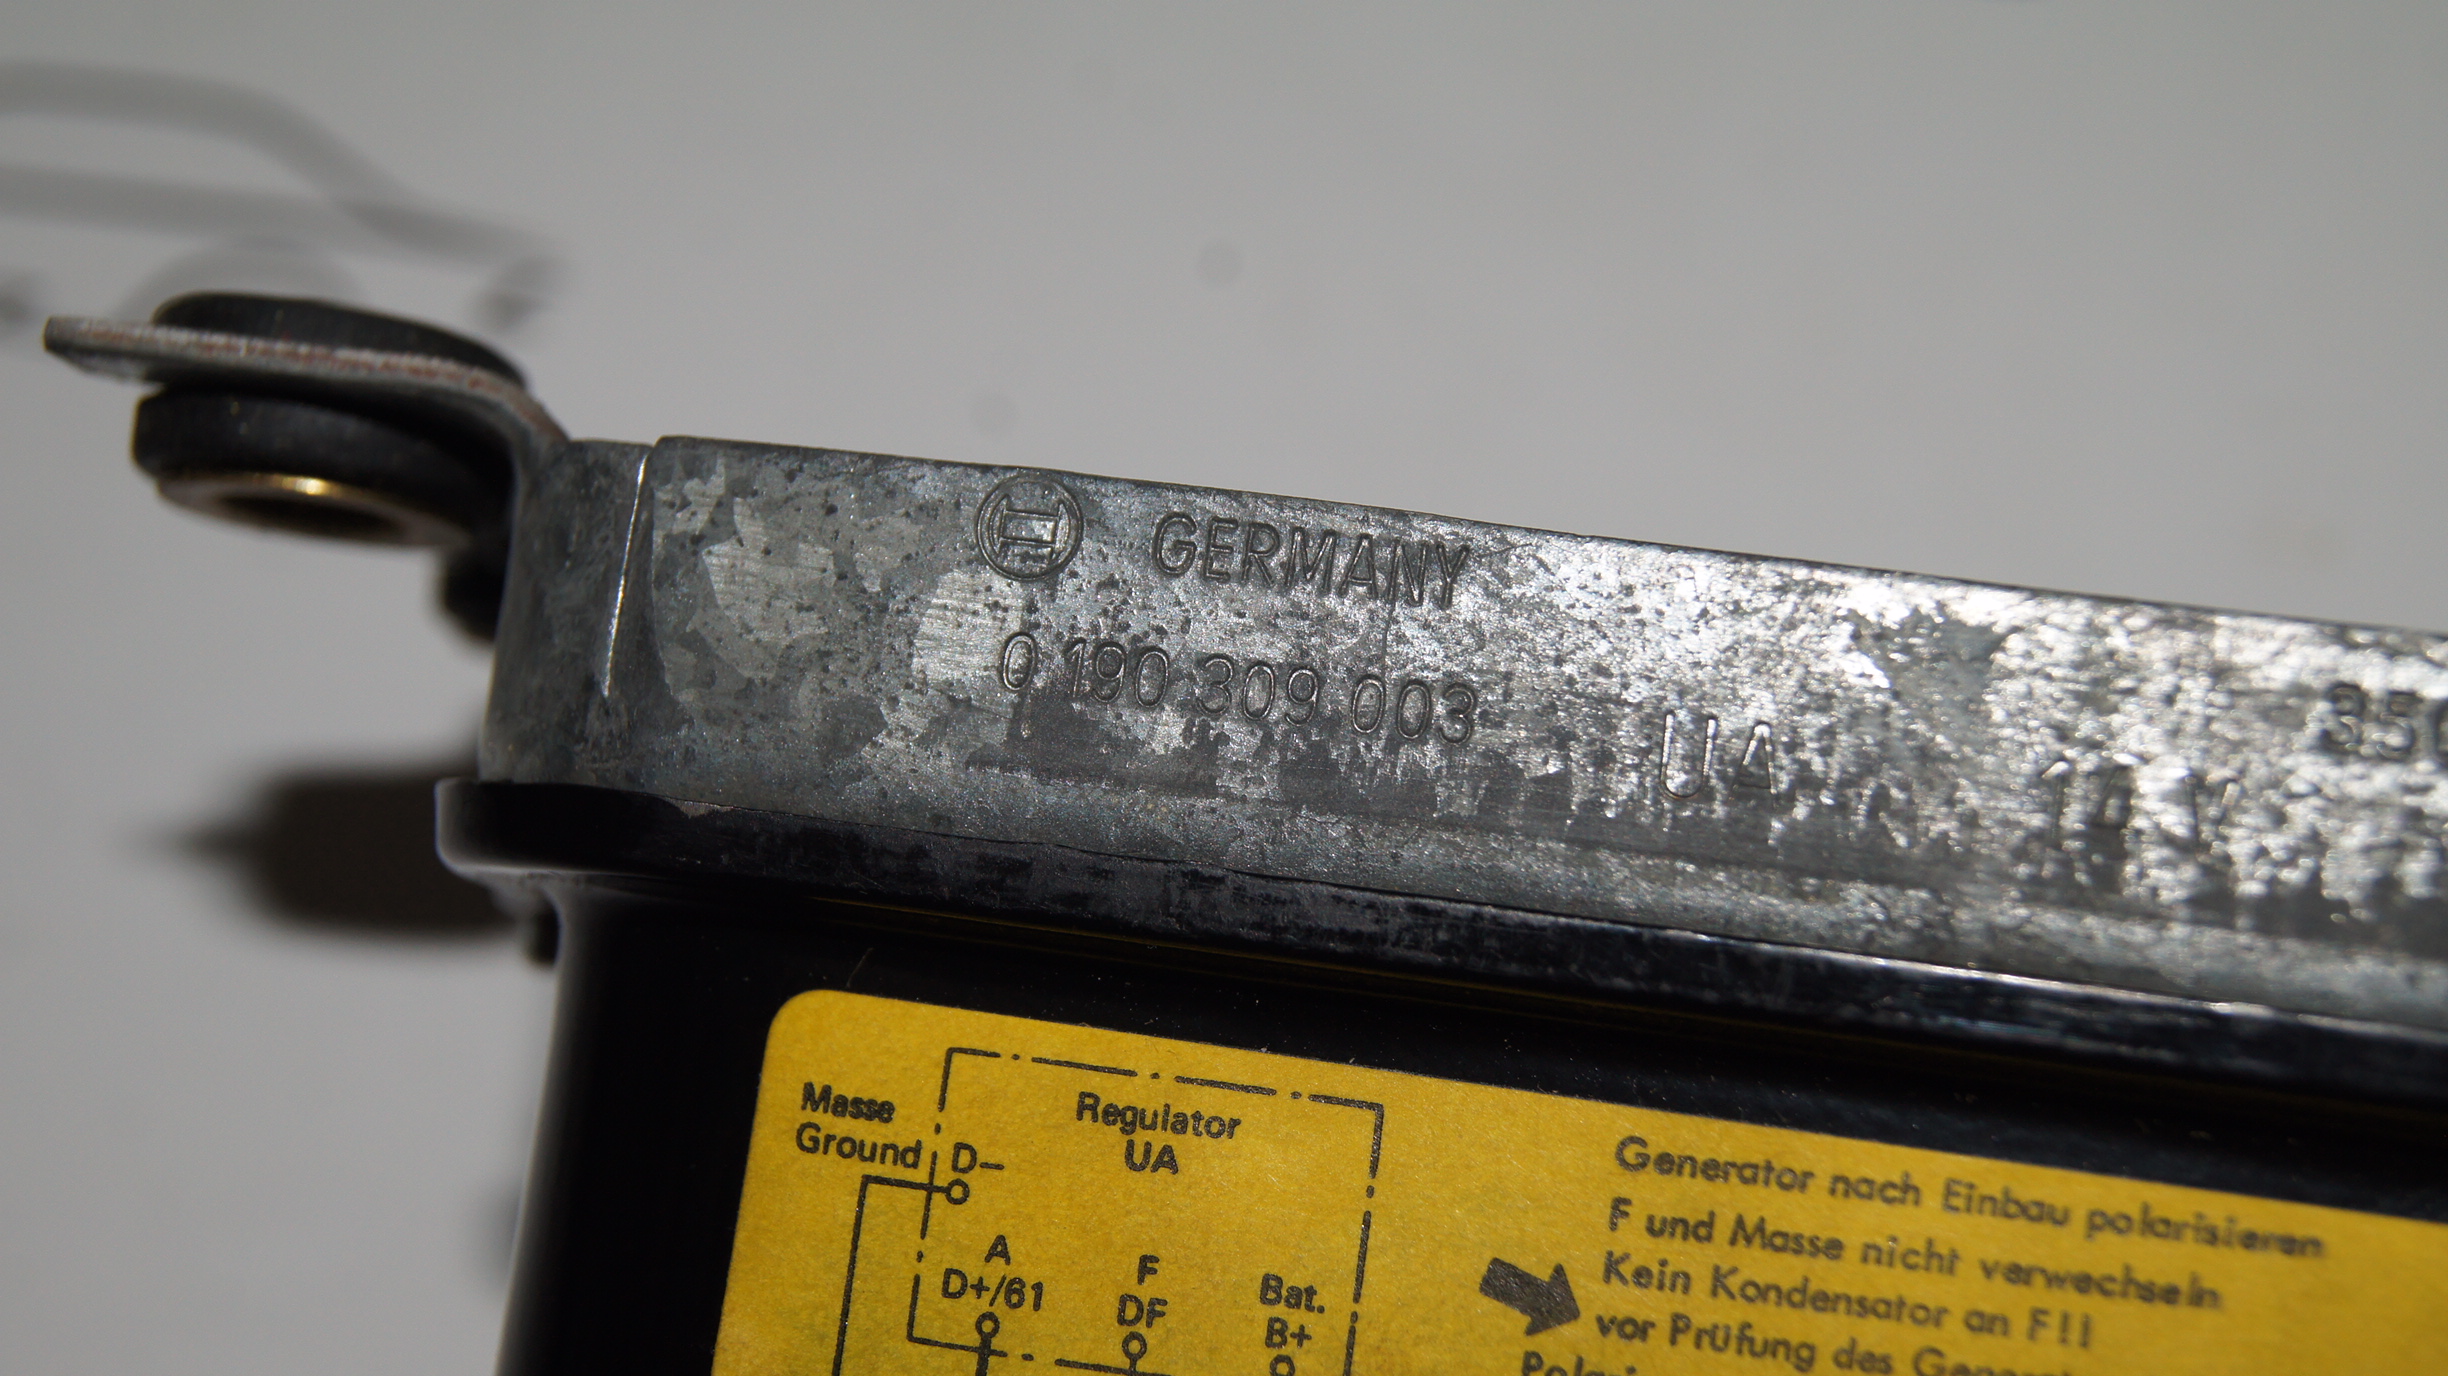 GERMANY
0 190 309 003
UA
14 V
Masse
Ground
D–
Regulator
UA
A
D+/61
F
DF
Bat.
B+
Generator nach Einbau polarisieren
F und Masse nicht verwechseln
Kein Kondensator an F!!
vor Prüfung des